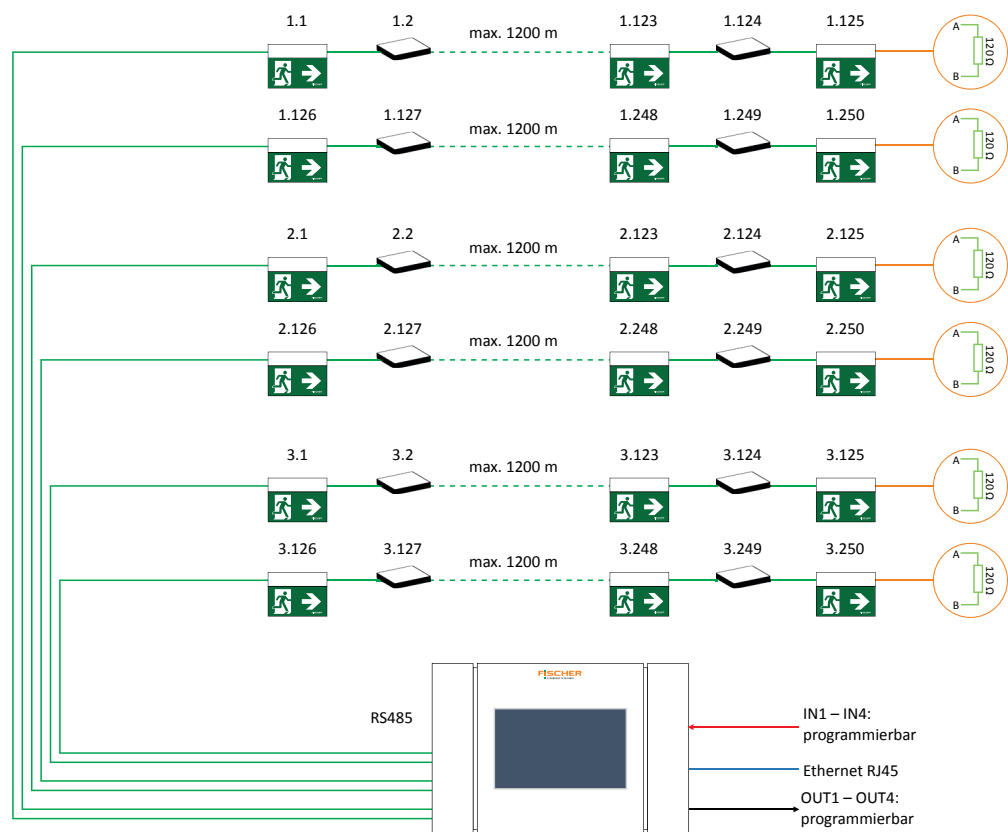 1.1 1.2 max. 1200 m 1.123 1.124 1.125
A
B
120 Ω
1.126 1.127 max. 1200 m 1.248 1.249 1.250
A
B
120 Ω
2.1 2.2 max. 1200 m 2.123 2.124 2.125
A
B
120 Ω
2.126 2.127 max. 1200 m 2.248 2.249 2.250
A
B
120 Ω
3.1 3.2 max. 1200 m 3.123 3.124 3.125
A
B
120 Ω
3.126 3.127 max. 1200 m 3.248 3.249 3.250
A
B
120 Ω
FISCHER
RS485
IN1 – IN4:
programmierbar
Ethernet RJ45
OUT1 – OUT4:
programmierbar